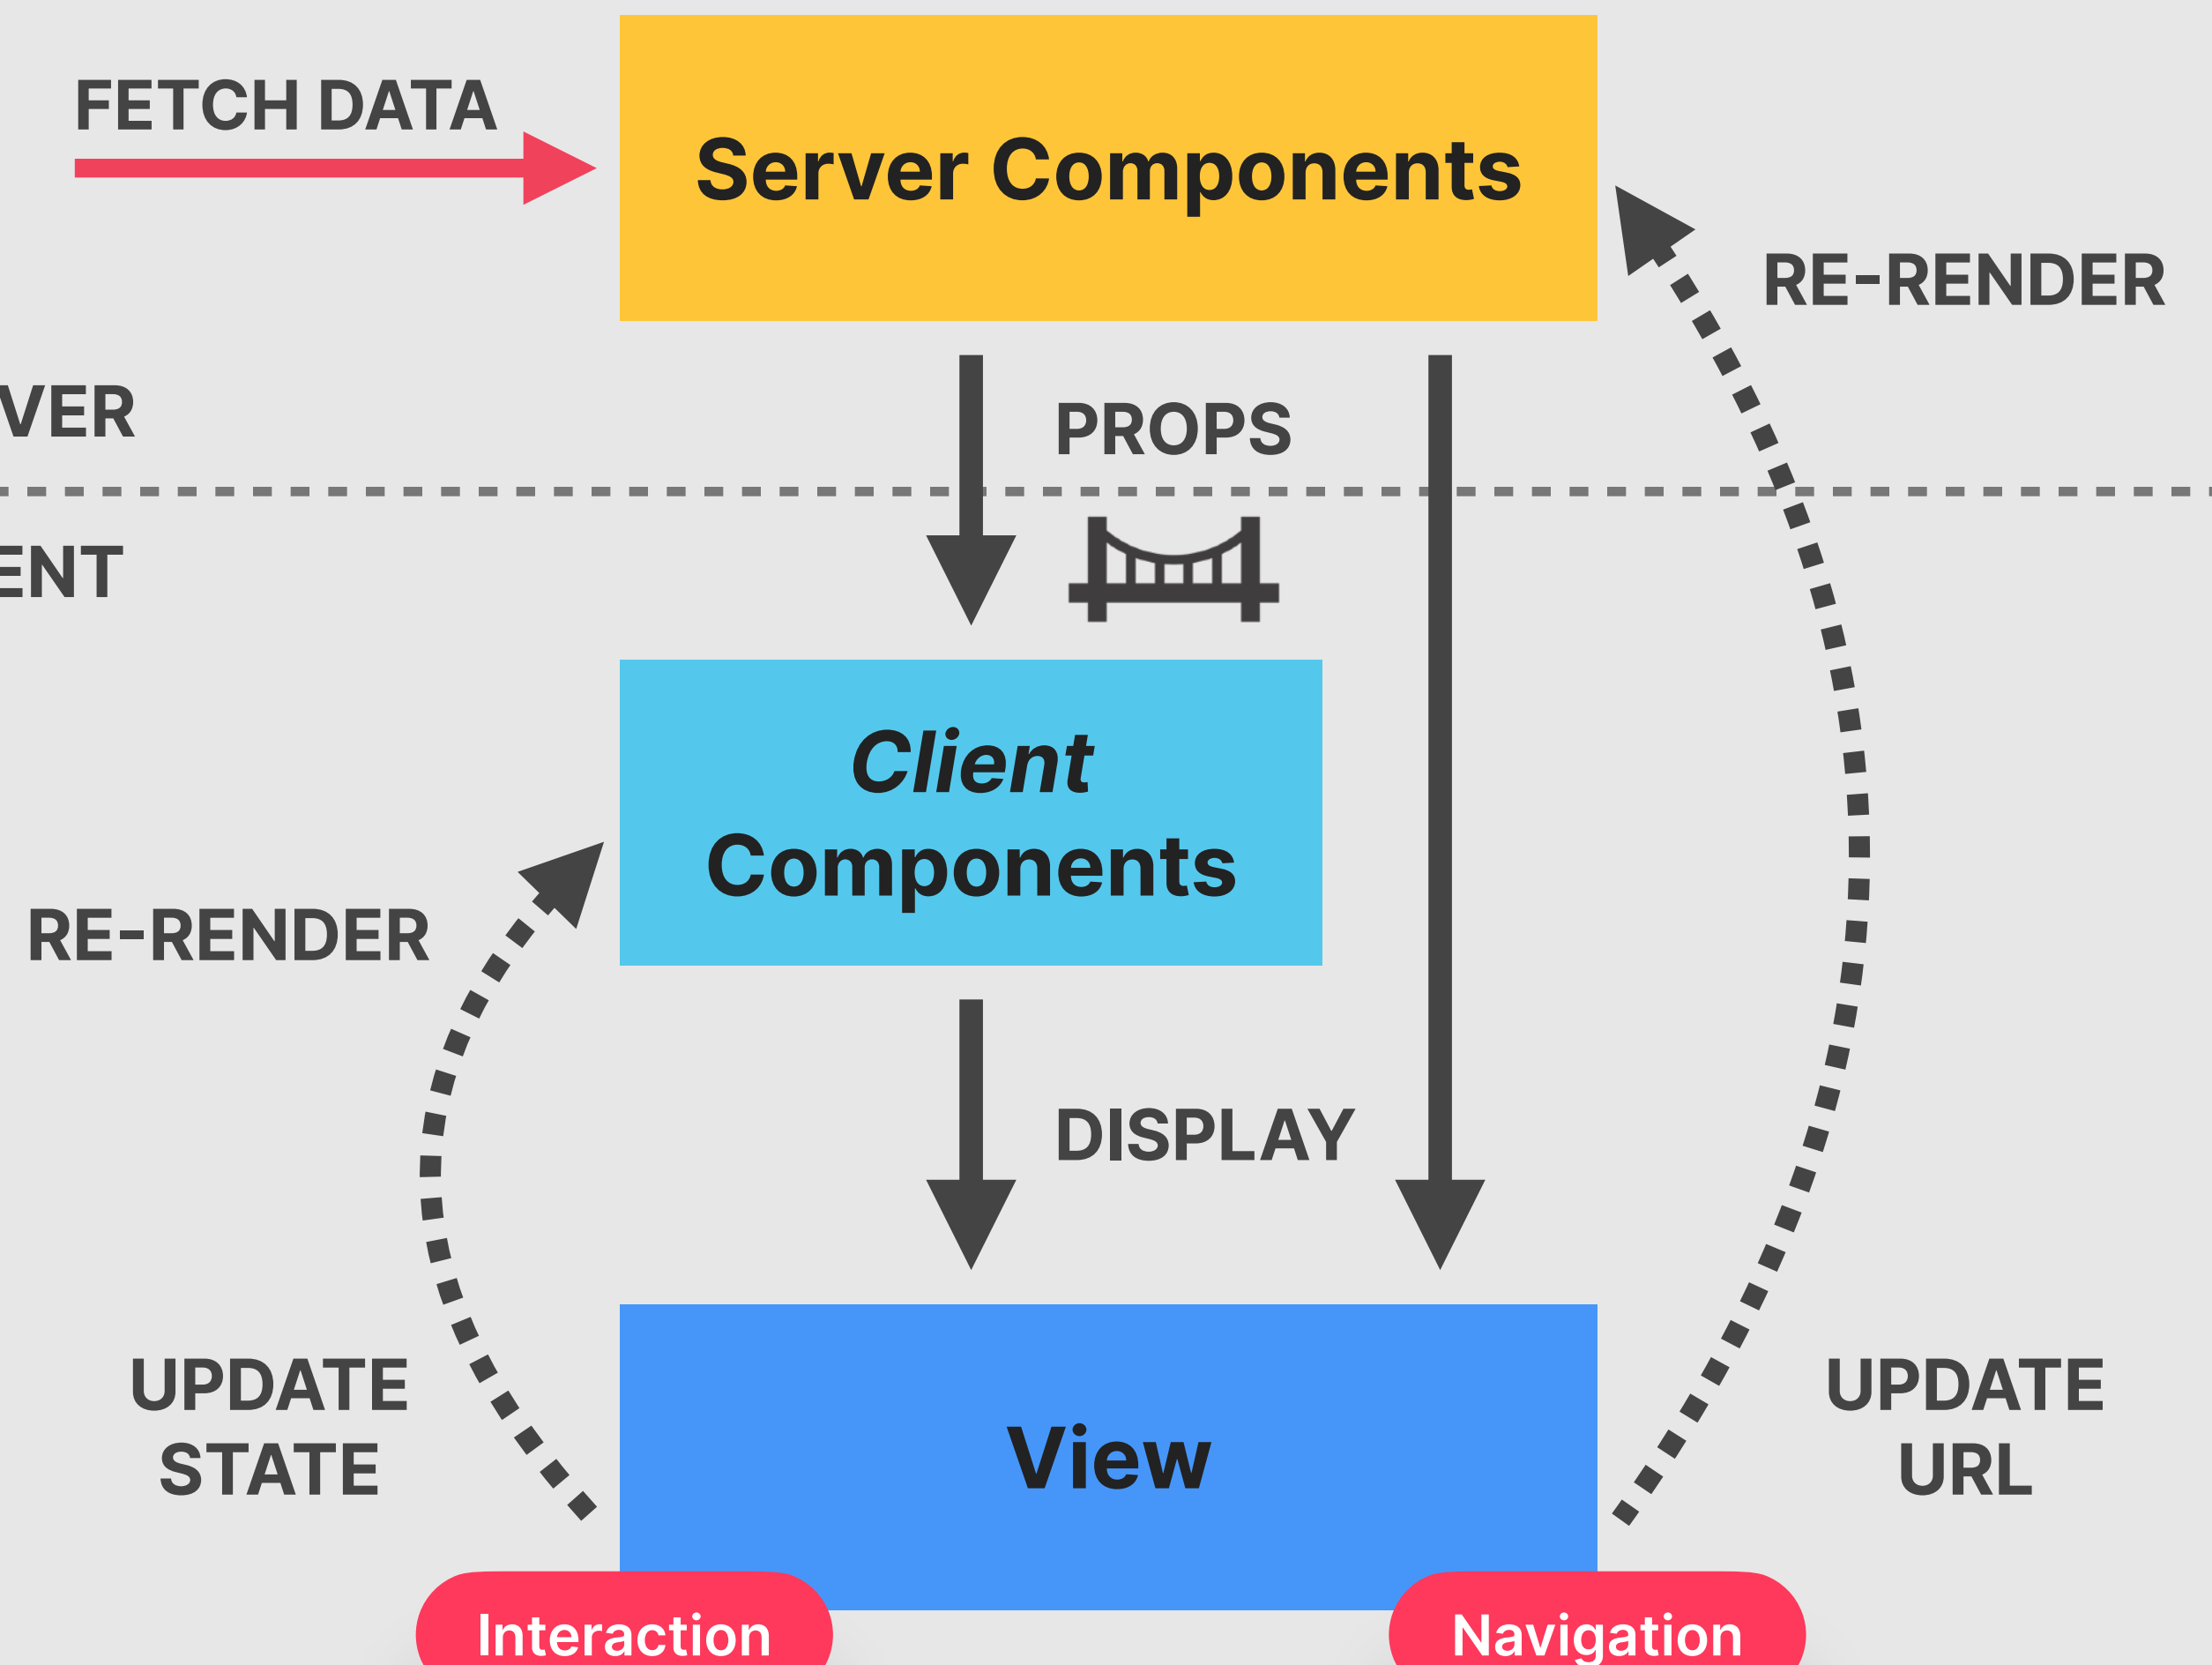 FETCH DATA
Server Components
RE-RENDER
VER
PROPS
ENT
Client
Components
RE-RENDER
DISPLAY
UPDATE
STATE
View
UPDATE
URL
Interaction
Navigation